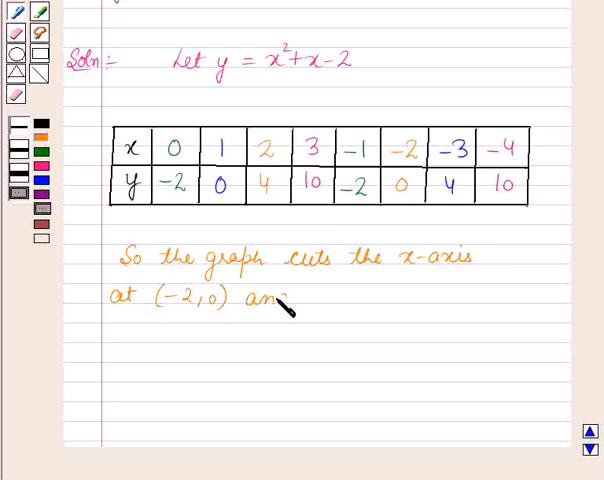 Soln:- Let y = x²+x-2
x 0 1 2 3 -1 -2 -3 -4
y -2 0 4 10 -2 0 4 10
So the graph cuts the x-axis
at (-2,0) an